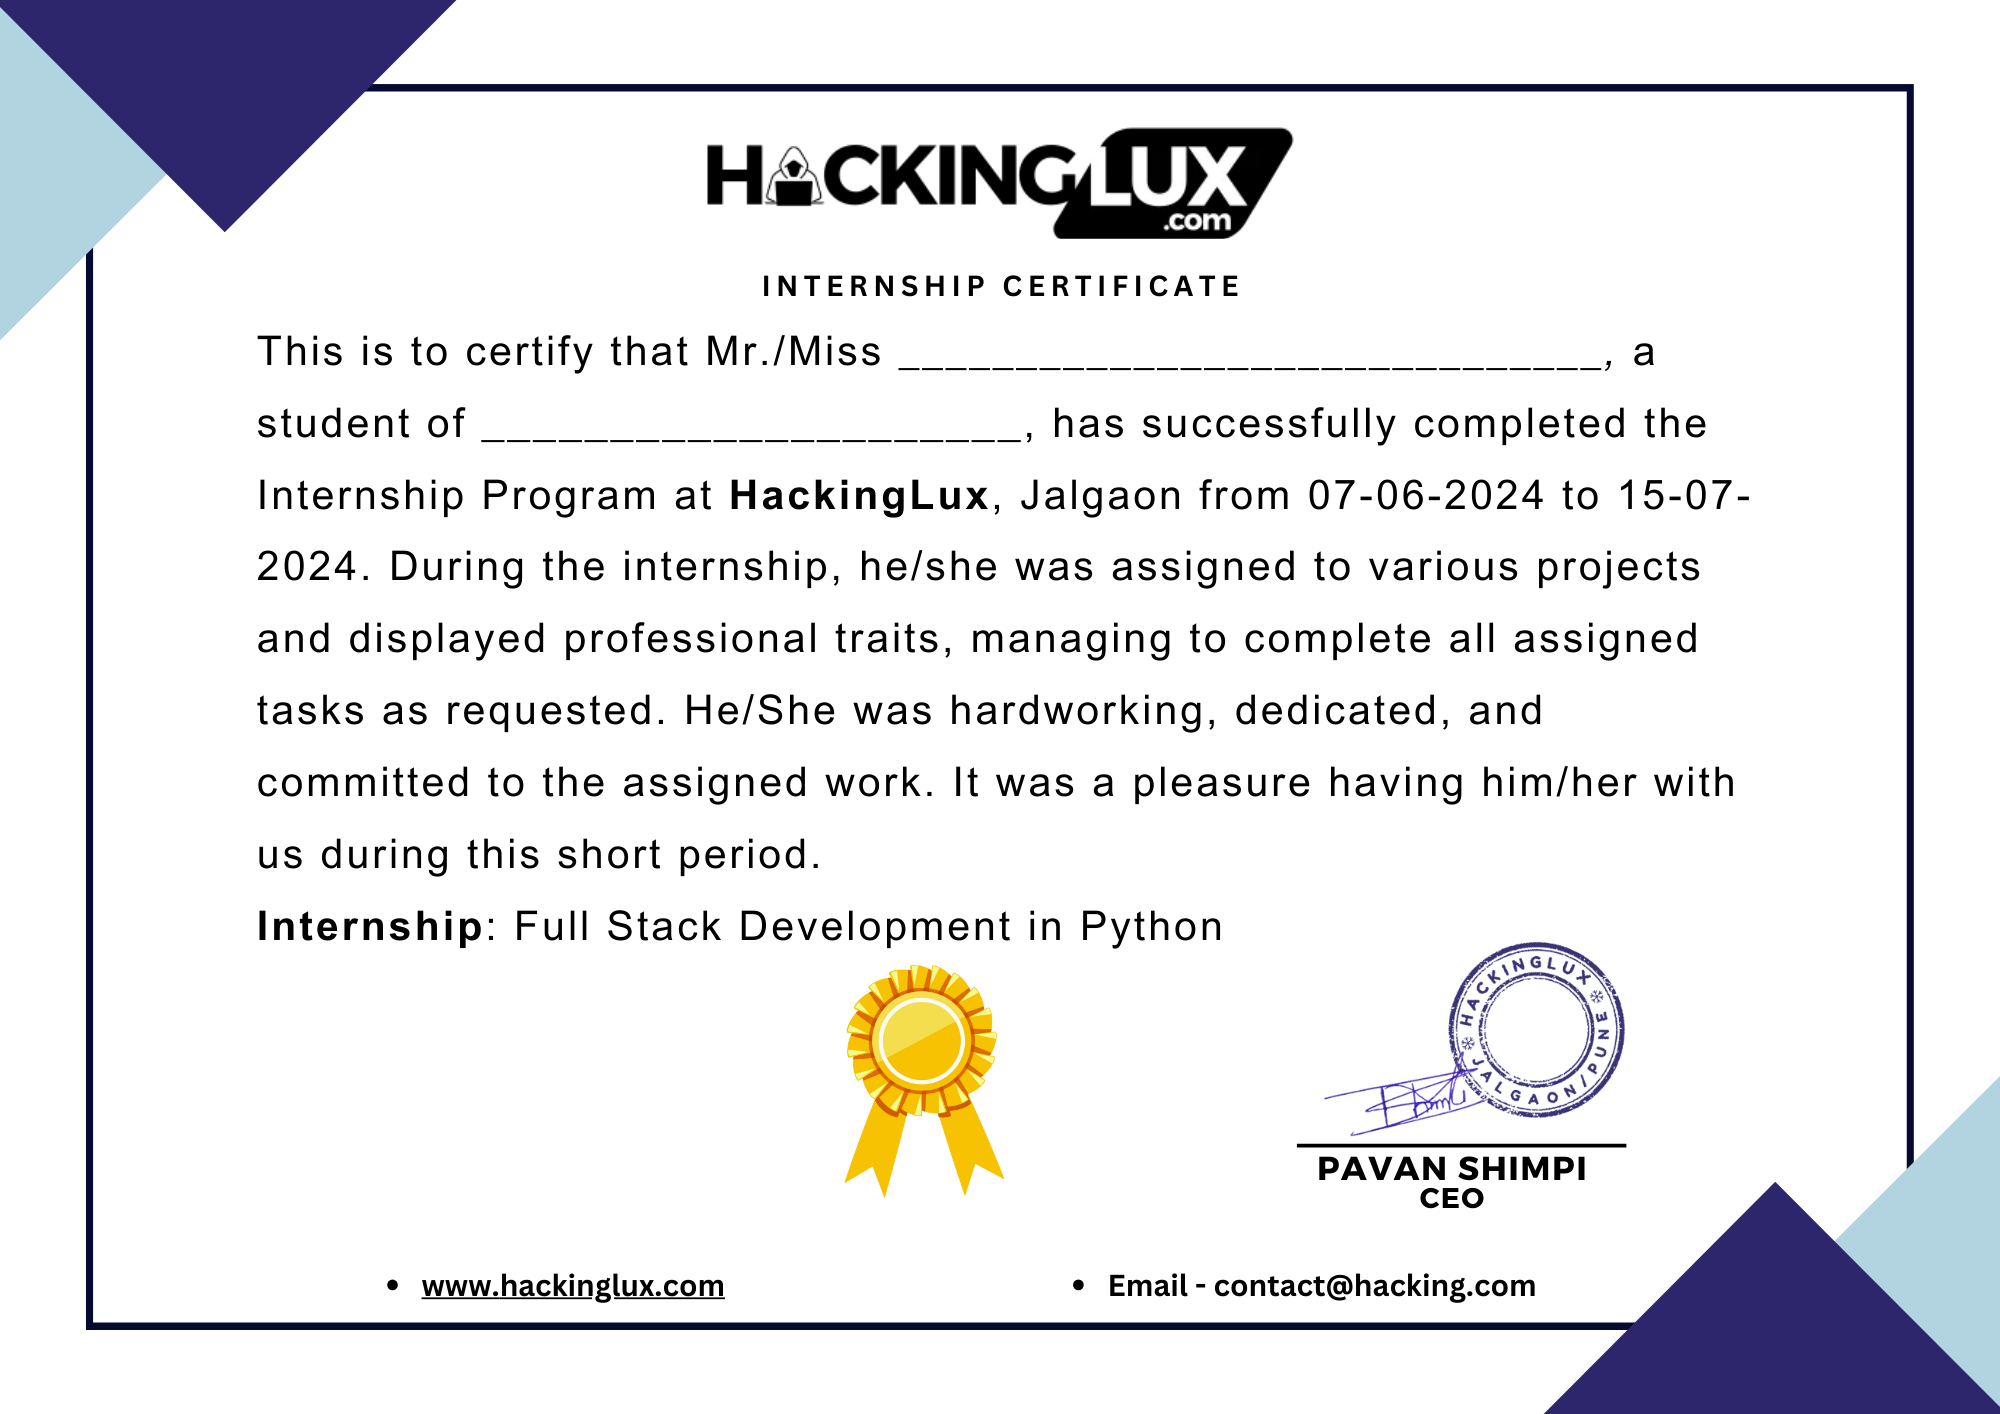 HACKINGLUX
.com
INTERNSHIP CERTIFICATE
This is to certify that Mr./Miss ______________________________, a
student of _____________________, has successfully completed the
Internship Program at HackingLux, Jalgaon from 07-06-2024 to 15-07-
2024. During the internship, he/she was assigned to various projects
and displayed professional traits, managing to complete all assigned
tasks as requested. He/She was hardworking, dedicated, and
committed to the assigned work. It was a pleasure having him/her with
us during this short period.
Internship: Full Stack Development in Python
HACKINGLUX
JALGAON/PUNE
PAVAN SHIMPI
CEO
• www.hackinglux.com
• Email - contact@hacking.com